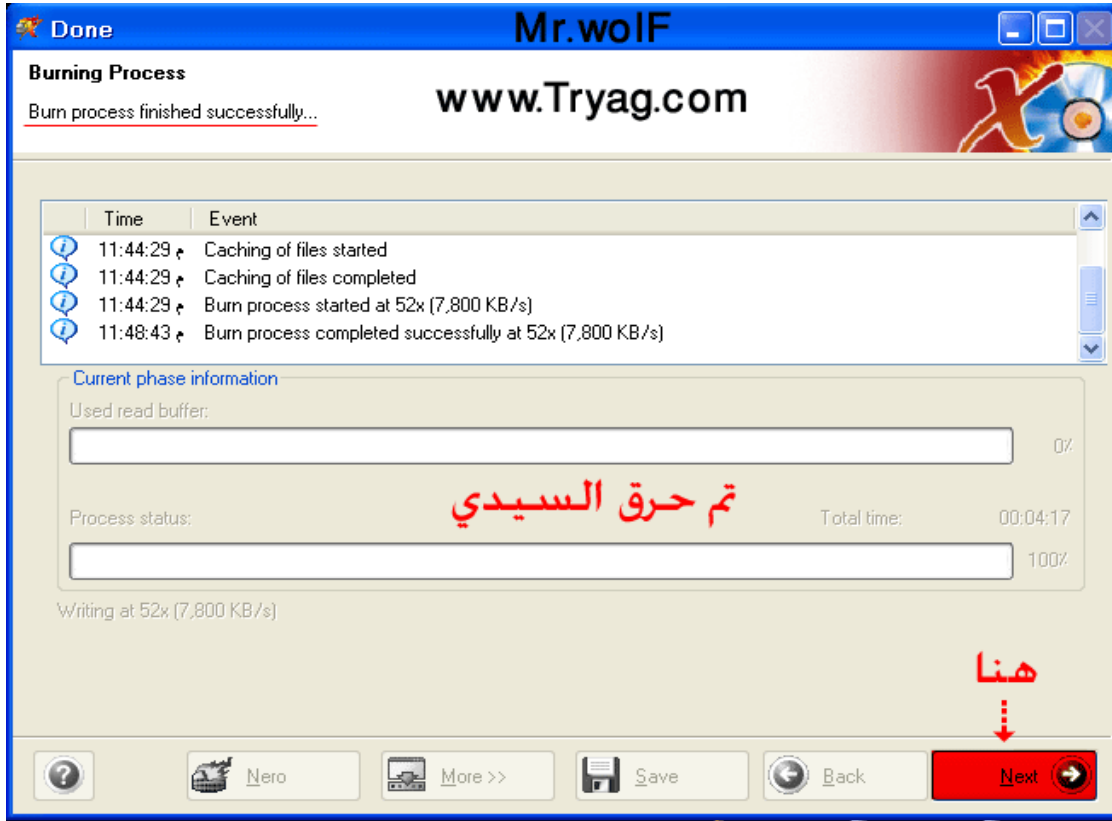 Done
Mr.wolF
Burning Process
Burn process finished successfully...
www.Tryag.com
Time Event
11:44:29 م Caching of files started
11:44:29 م Caching of files completed
11:44:29 م Burn process started at 52x (7,800 KB/s)
11:48:43 م Burn process completed successfully at 52x (7,800 KB/s)
Current phase information
Used read buffer:
0%
تم حرق السيدي
Process status: Total time: 00:04:17
100%
Writing at 52x (7,800 KB/s)
هنا
Nero More >> Save Back Next